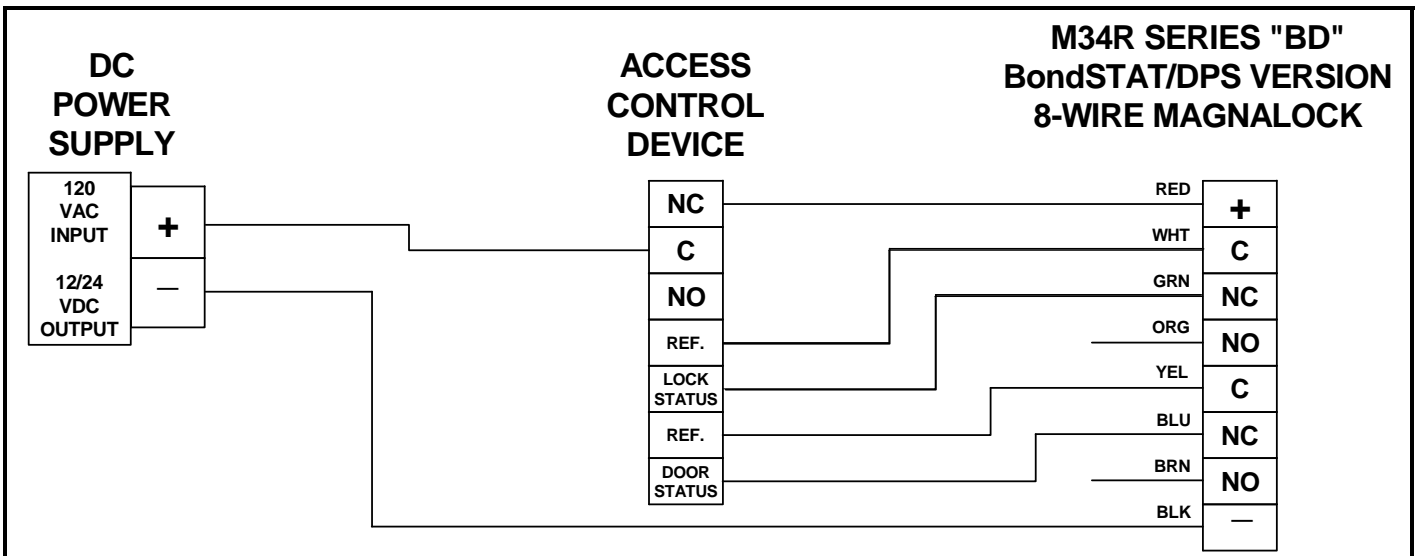 DC
POWER
SUPPLY
120
VAC
INPUT
12/24
VDC
OUTPUT
+
—
ACCESS
CONTROL
DEVICE
NC
C
NO
REF.
LOCK
STATUS
REF.
DOOR
STATUS
M34R SERIES "BD"
BondSTAT/DPS VERSION
8-WIRE MAGNALOCK
RED +
WHT C
GRN NC
ORG NO
YEL C
BLU NC
BRN NO
BLK —